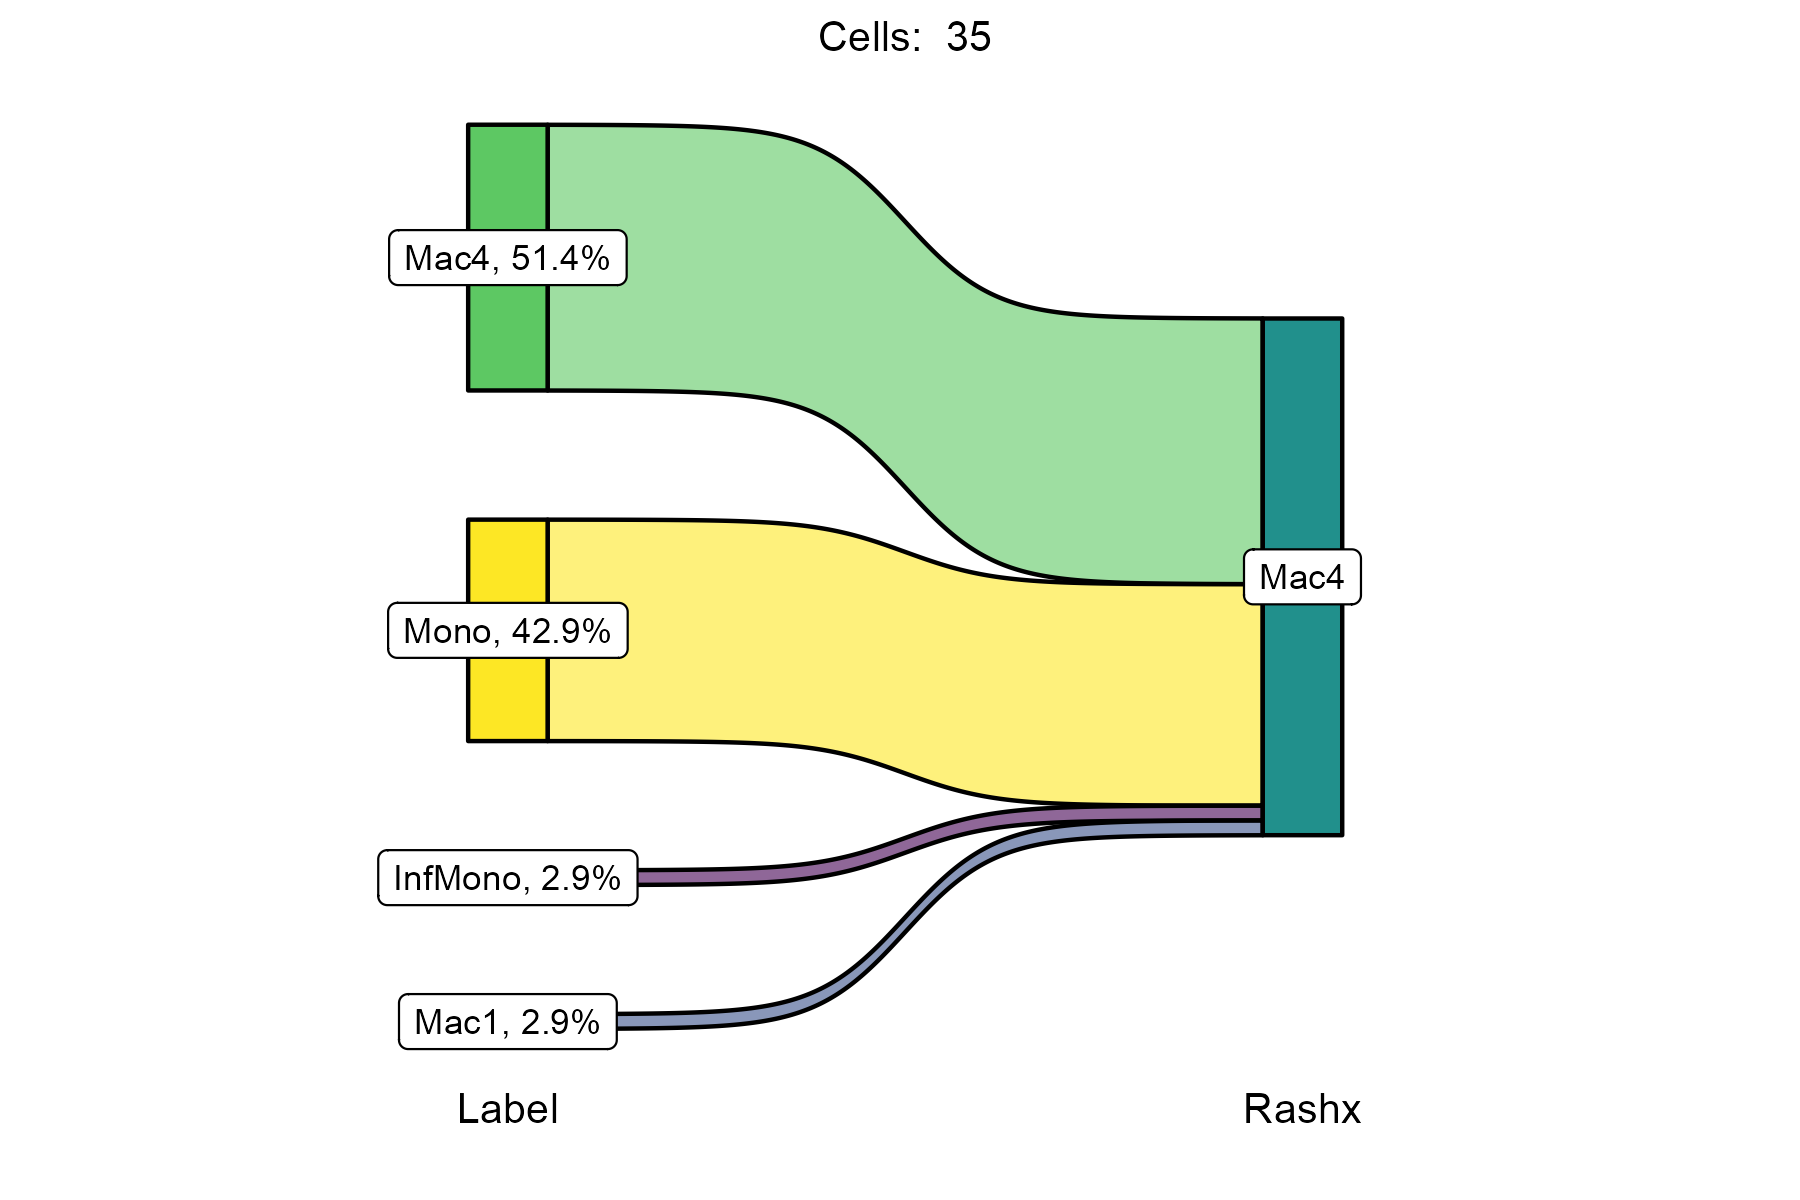 Cells:  35
Mac4, 51.4%
Mac4
Mono, 42.9%
InfMono, 2.9%
Mac1, 2.9%
Label
Rashx